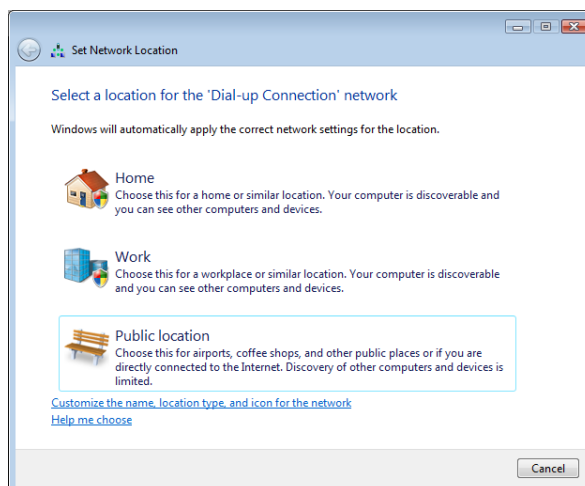 Set Network Location
Select a location for the 'Dial-up Connection' network
Windows will automatically apply the correct network settings for the location.
Home
Choose this for a home or similar location. Your computer is discoverable and
you can see other computers and devices.
Work
Choose this for a workplace or similar location. Your computer is discoverable
and you can see other computers and devices.
Public location
Choose this for airports, coffee shops, and other public places or if you are
directly connected to the Internet. Discovery of other computers and devices is
limited.
Customize the name, location type, and icon for the network
Help me choose
Cancel